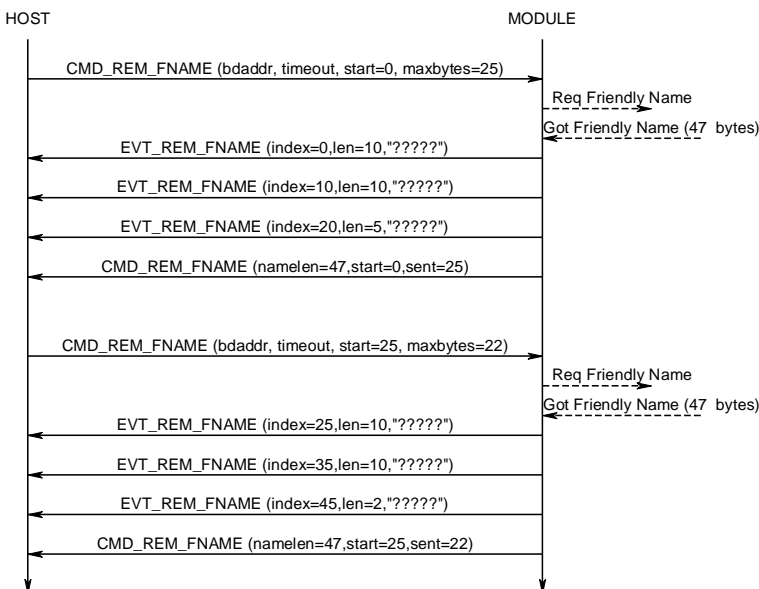 HOST MODULE
CMD_REM_FNAME (bdaddr, timeout, start=0, maxbytes=25)
Req Friendly Name
Got Friendly Name (47 bytes)
EVT_REM_FNAME (index=0,len=10,"?????")
EVT_REM_FNAME (index=10,len=10,"?????")
EVT_REM_FNAME (index=20,len=5,"?????")
CMD_REM_FNAME (namelen=47,start=0,sent=25)
CMD_REM_FNAME (bdaddr, timeout, start=25, maxbytes=22)
Req Friendly Name
Got Friendly Name (47 bytes)
EVT_REM_FNAME (index=25,len=10,"?????")
EVT_REM_FNAME (index=35,len=10,"?????")
EVT_REM_FNAME (index=45,len=2,"?????")
CMD_REM_FNAME (namelen=47,start=25,sent=22)